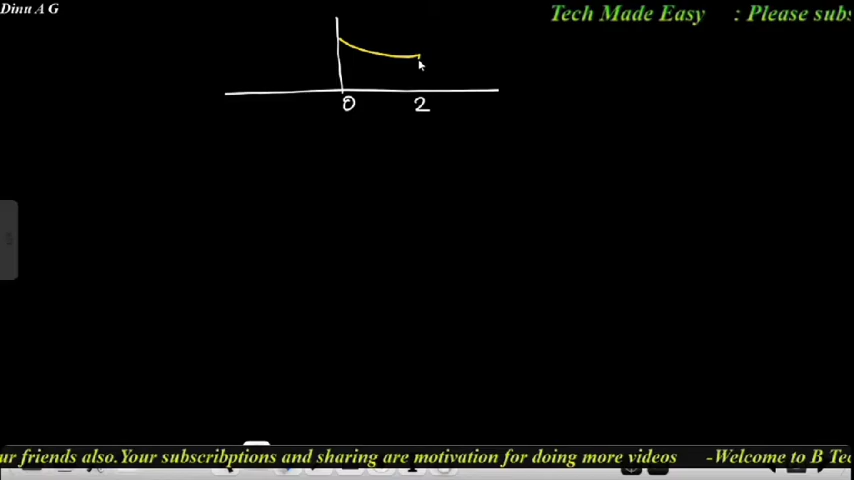 Dinu A G
Tech Made Easy : Please subs
0 2
ur friends also.Your subscribptions and sharing are motivation for doing more videos -Welcome to B Tec